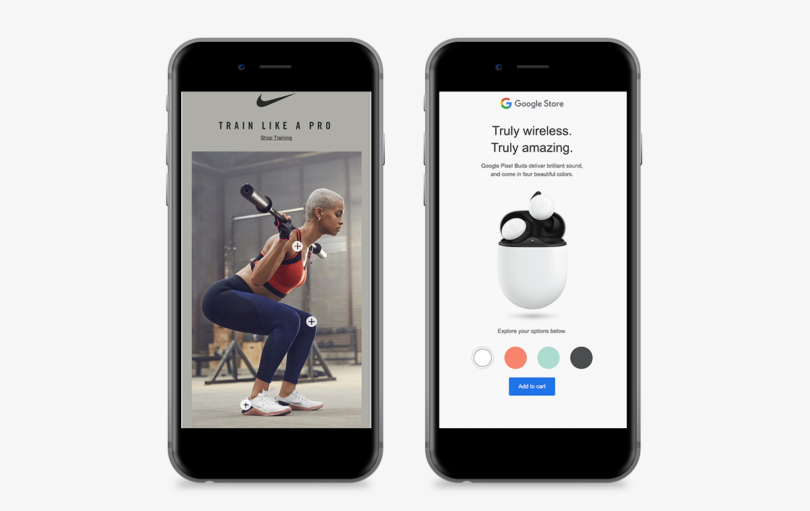 TRAIN LIKE A PRO
Shop Training
Google Store
Truly wireless.
Truly amazing.
Google Pixel Buds deliver brilliant sound,
and come in four beautiful colors.
Explore your options below.
Add to cart